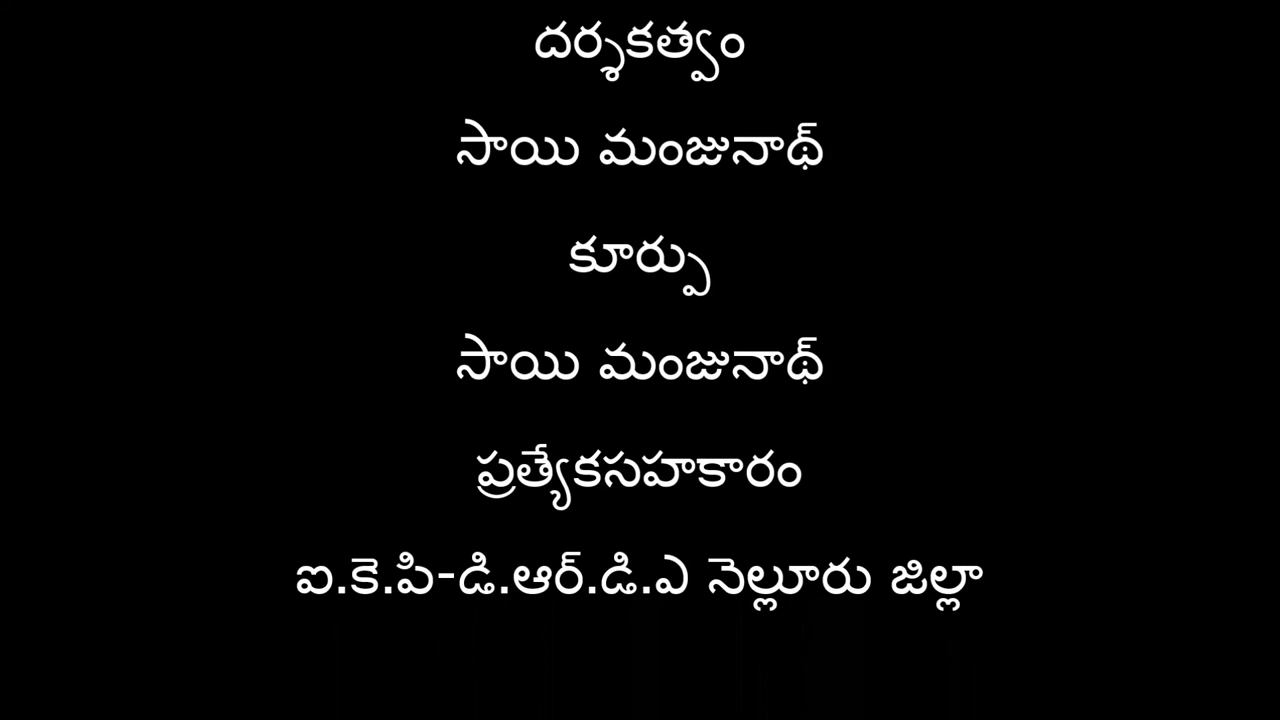 దర్శకత్వం
సాయి మంజునాథ్
కూర్పు
సాయి మంజునాథ్
ప్రత్యేకసహకారం
ఐ.కె.పి-డి.ఆర్.డి.ఎ నెల్లూరు జిల్లా